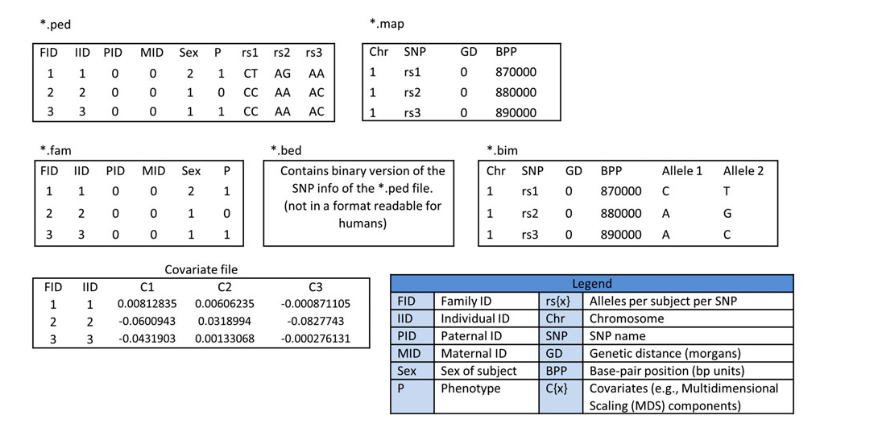 *.ped
FID IID PID MID Sex P rs1 rs2 rs3
1 1 0 0 2 1 CT AG AA
2 2 0 0 1 0 CC AA AC
3 3 0 0 1 1 CC AA AC
*.map
Chr SNP GD BPP
1 rs1 0 870000
1 rs2 0 880000
1 rs3 0 890000
*.fam
FID IID PID MID Sex P
1 1 0 0 2 1
2 2 0 0 1 0
3 3 0 0 1 1
*.bed
Contains binary version of the
SNP info of the *.ped file.
(not in a format readable for
humans)
*.bim
Chr SNP GD BPP Allele 1 Allele 2
1 rs1 0 870000 C T
1 rs2 0 880000 A G
1 rs3 0 890000 A C
Covariate file
FID IID C1 C2 C3
1 1 0.00812835 0.00606235 -0.000871105
2 2 -0.0600943 0.0318994 -0.0827743
3 3 -0.0431903 0.00133068 -0.000276131
Legend
FID Family ID rs{x} Alleles per subject per SNP
IID Individual ID Chr Chromosome
PID Paternal ID SNP SNP name
MID Maternal ID GD Genetic distance (morgans)
Sex Sex of subject BPP Base-pair position (bp units)
P Phenotype C{x} Covariates (e.g., Multidimensional
Scaling (MDS) components)